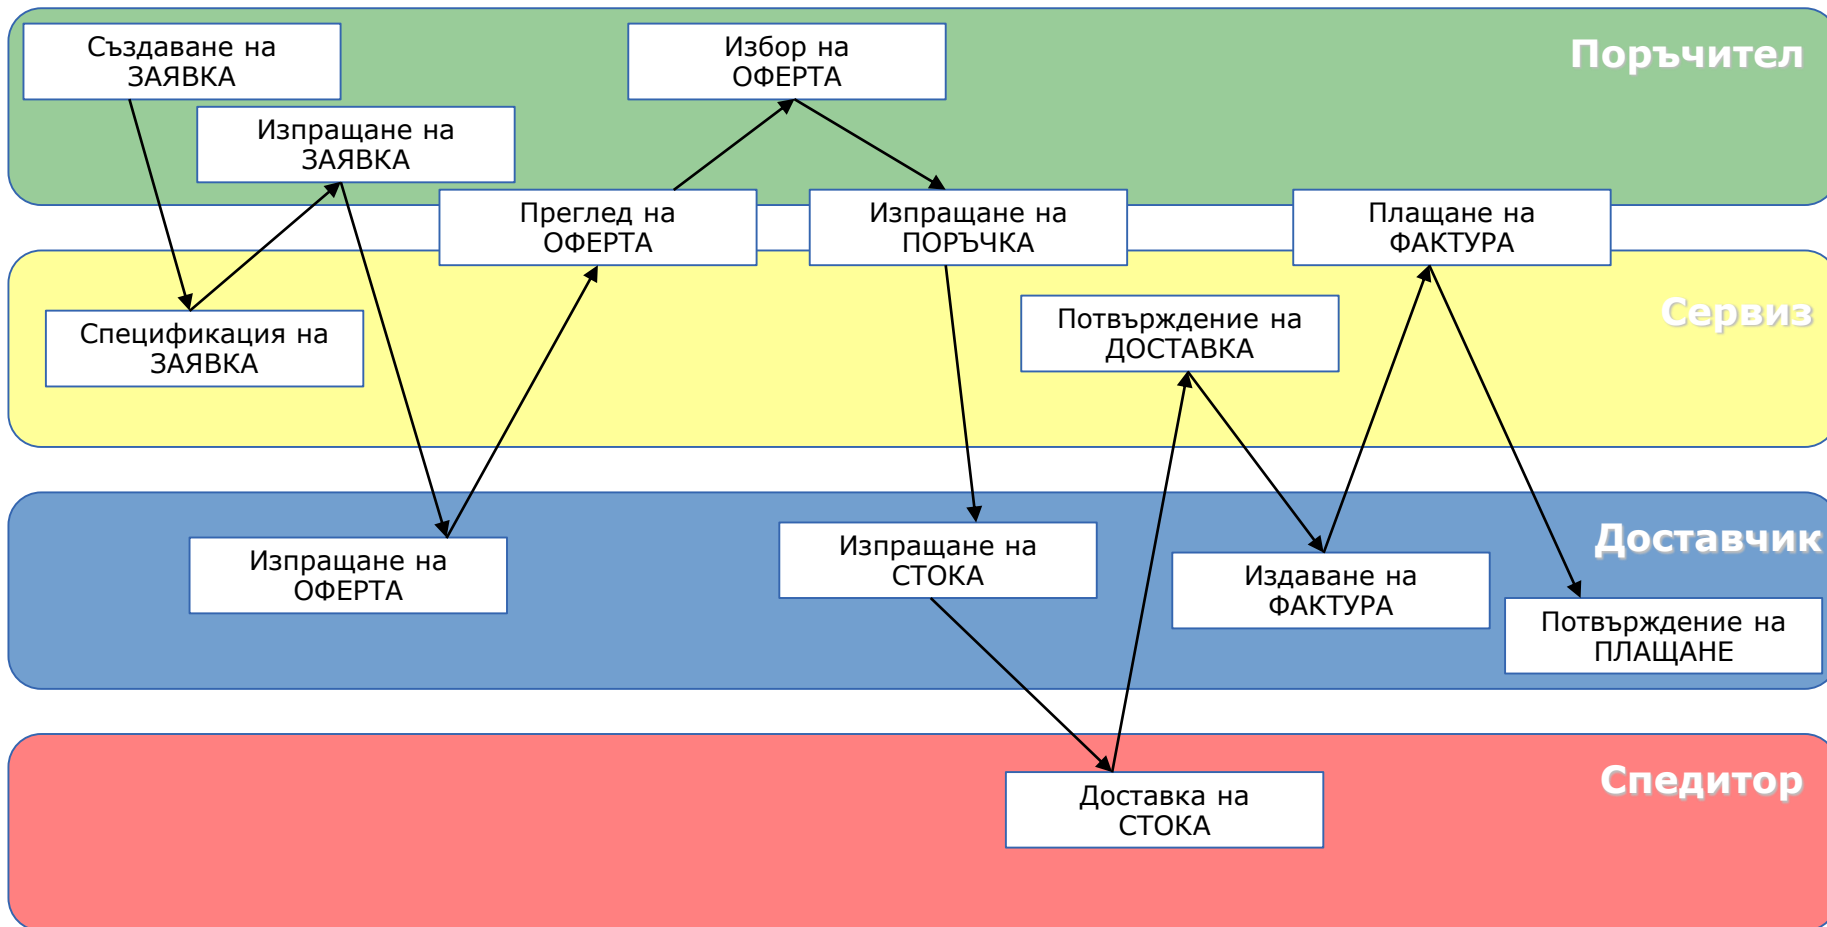 Създаване на
ЗАЯВКА
Избор на
ОФЕРТА
Поръчител
Изпращане на
ЗАЯВКА
Преглед на
ОФЕРТА
Изпращане на
ПОРЪЧКА
Плащане на
ФАКТУРА
Сервиз
Спецификация на
ЗАЯВКА
Потвърждение на
ДОСТАВКА
Доставчик
Изпращане на
ОФЕРТА
Изпращане на
СТОКА
Издаване на
ФАКТУРА
Потвърждение на
ПЛАЩАНЕ
Спедитор
Доставка на
СТОКА